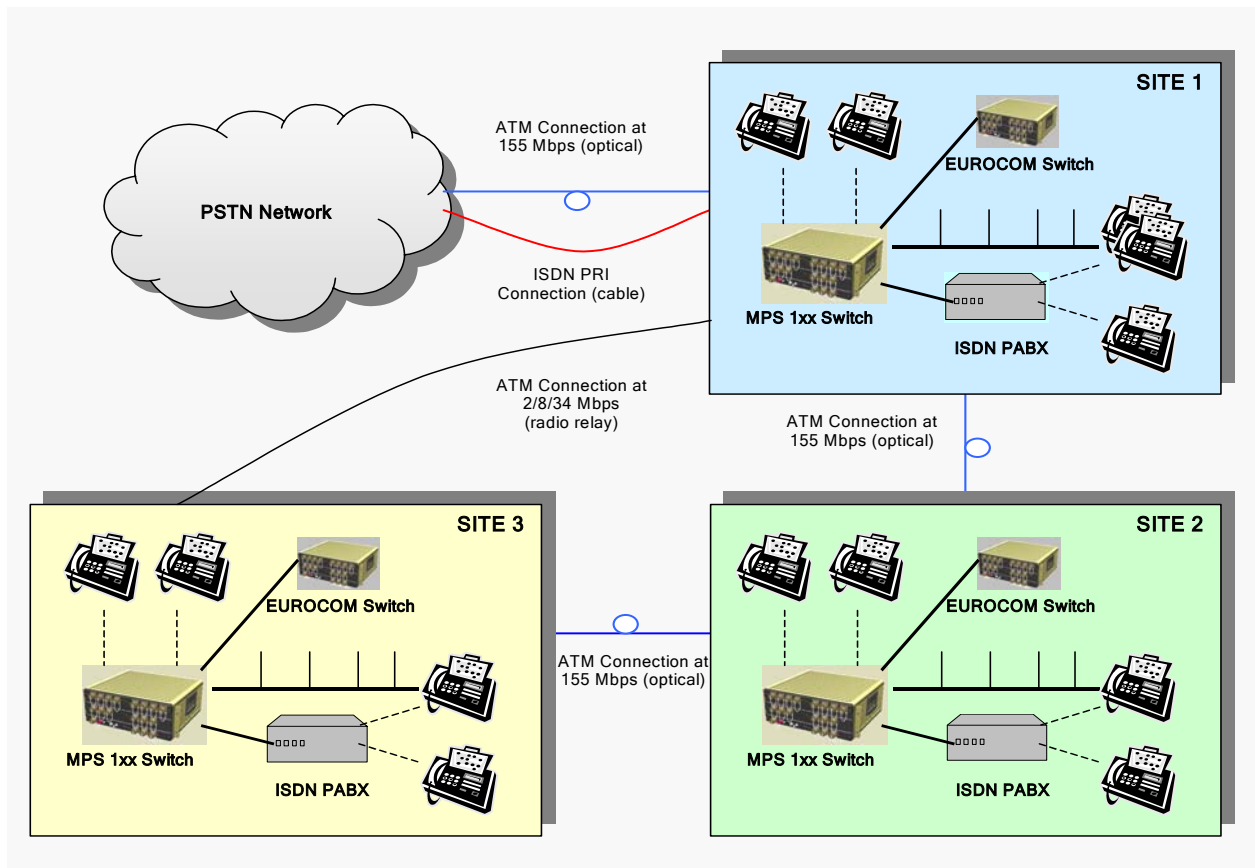 SITE 1
ATM Connection at
155 Mbps (optical)
EUROCOM Switch
PSTN Network
ISDN PRI
Connection (cable)
MPS 1xx Switch
ISDN PABX
ATM Connection at
2/8/34 Mbps
(radio relay)
ATM Connection at
155 Mbps (optical)
SITE 3
EUROCOM Switch
MPS 1xx Switch
ISDN PABX
ATM Connection at
155 Mbps (optical)
SITE 2
EUROCOM Switch
MPS 1xx Switch
ISDN PABX